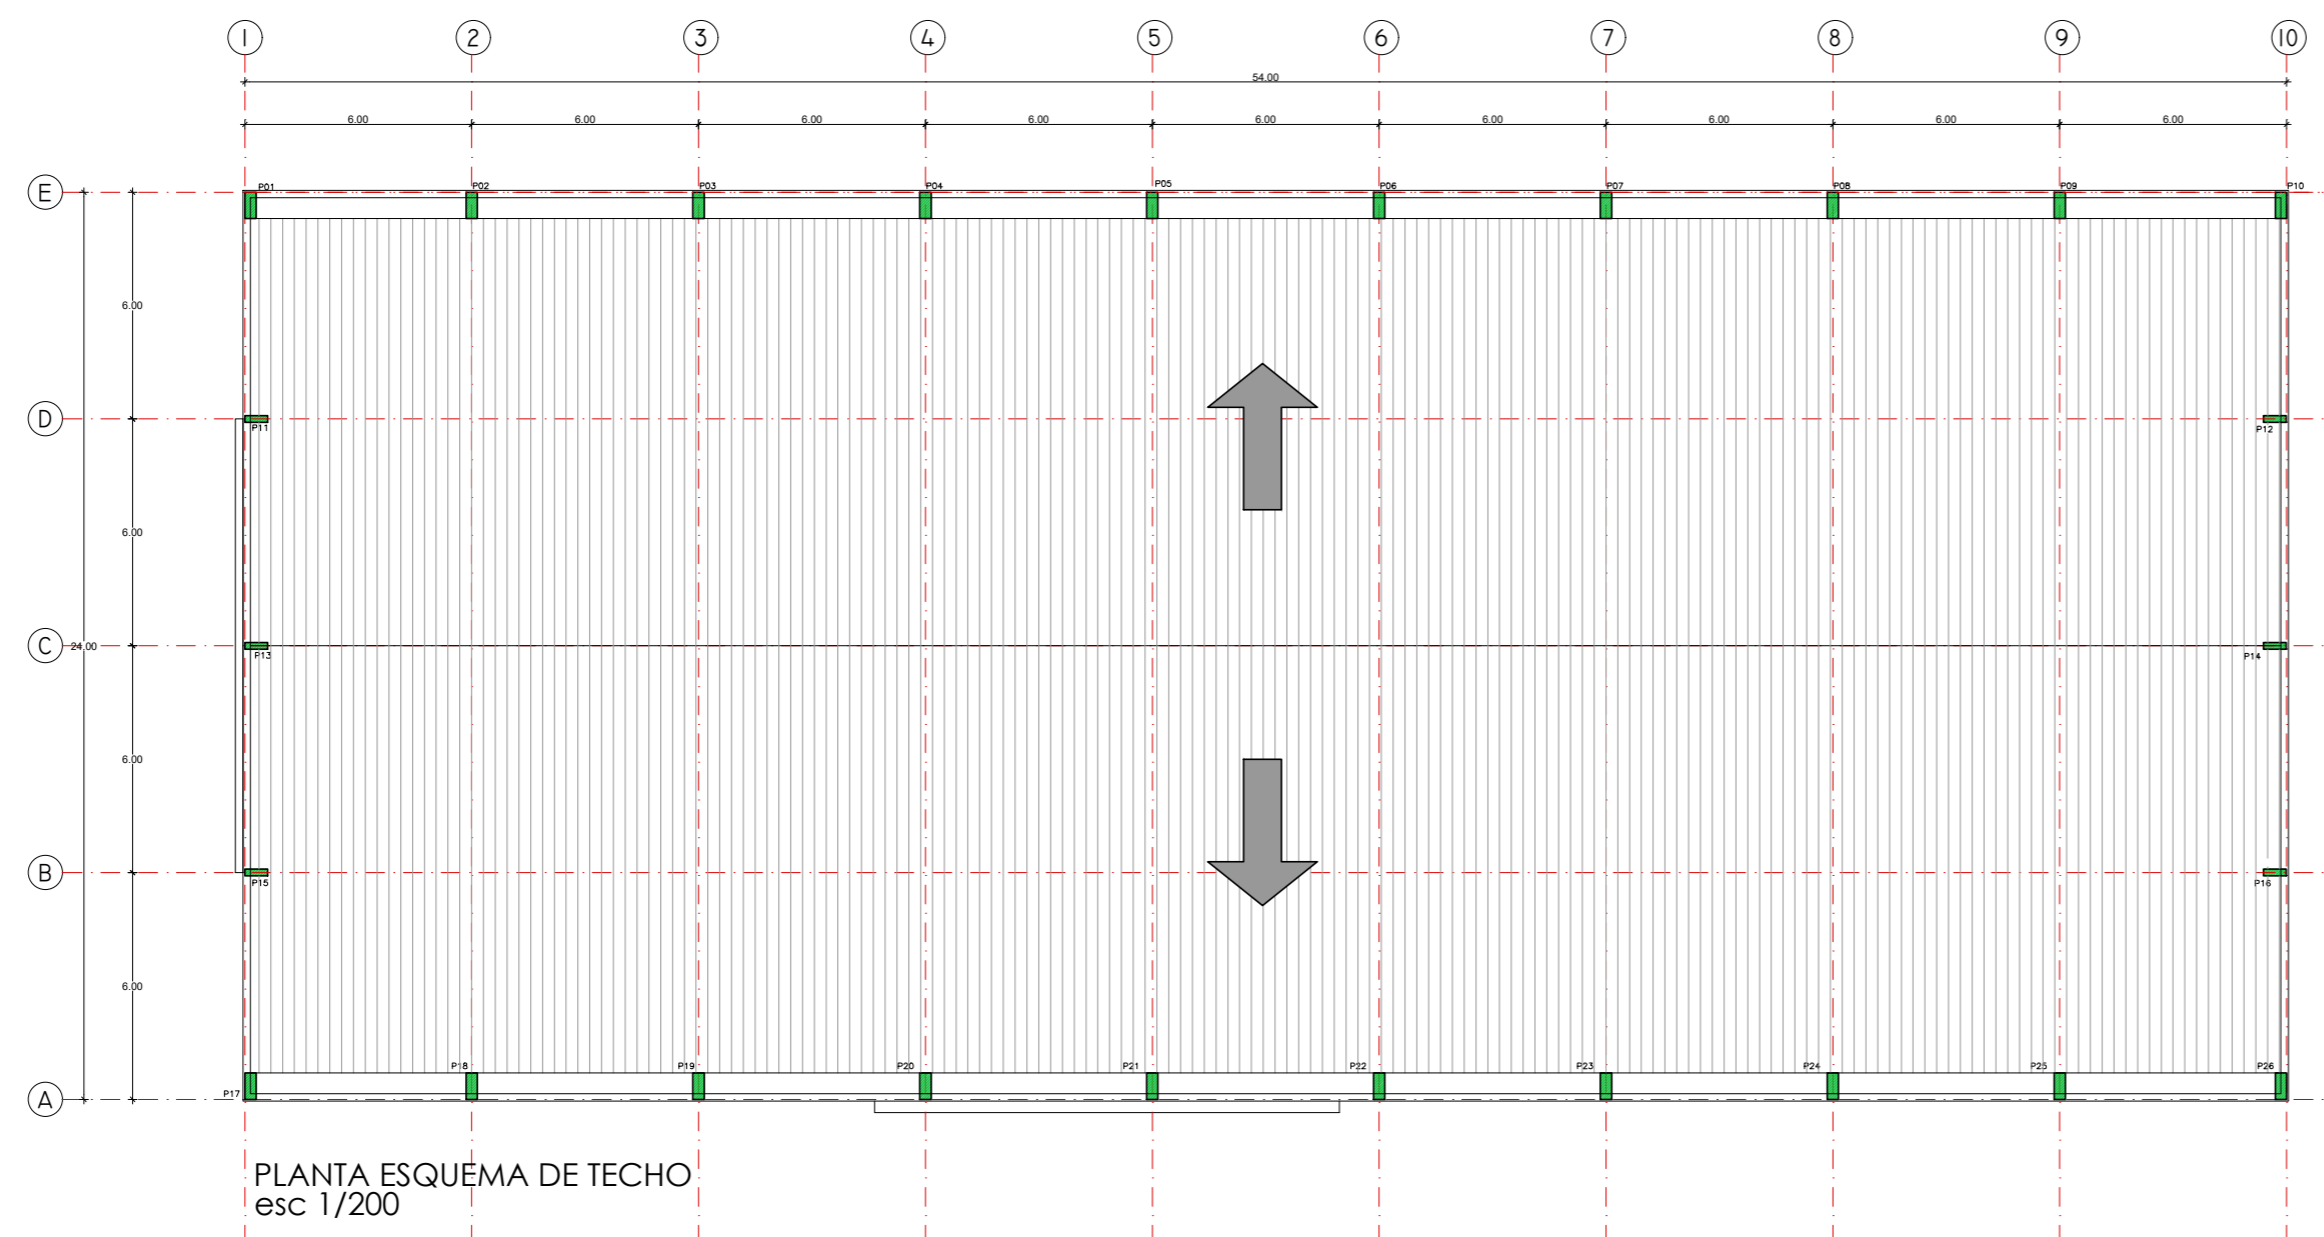 1 2 3 4 5 6 7 8 9 10
54.00
6.00 6.00 6.00 6.00 6.00 6.00 6.00 6.00 6.00
E P01 P02 P03 P04 P05 P06 P07 P08 P09 P10
6.00
D P11 P12
6.00
C 24.00 P13 P14
6.00
B P15 P16
6.00
P18 P19 P20 P21 P22 P23 P24 P25 P26
A P17
PLANTA ESQUEMA DE TECHO
esc 1/200